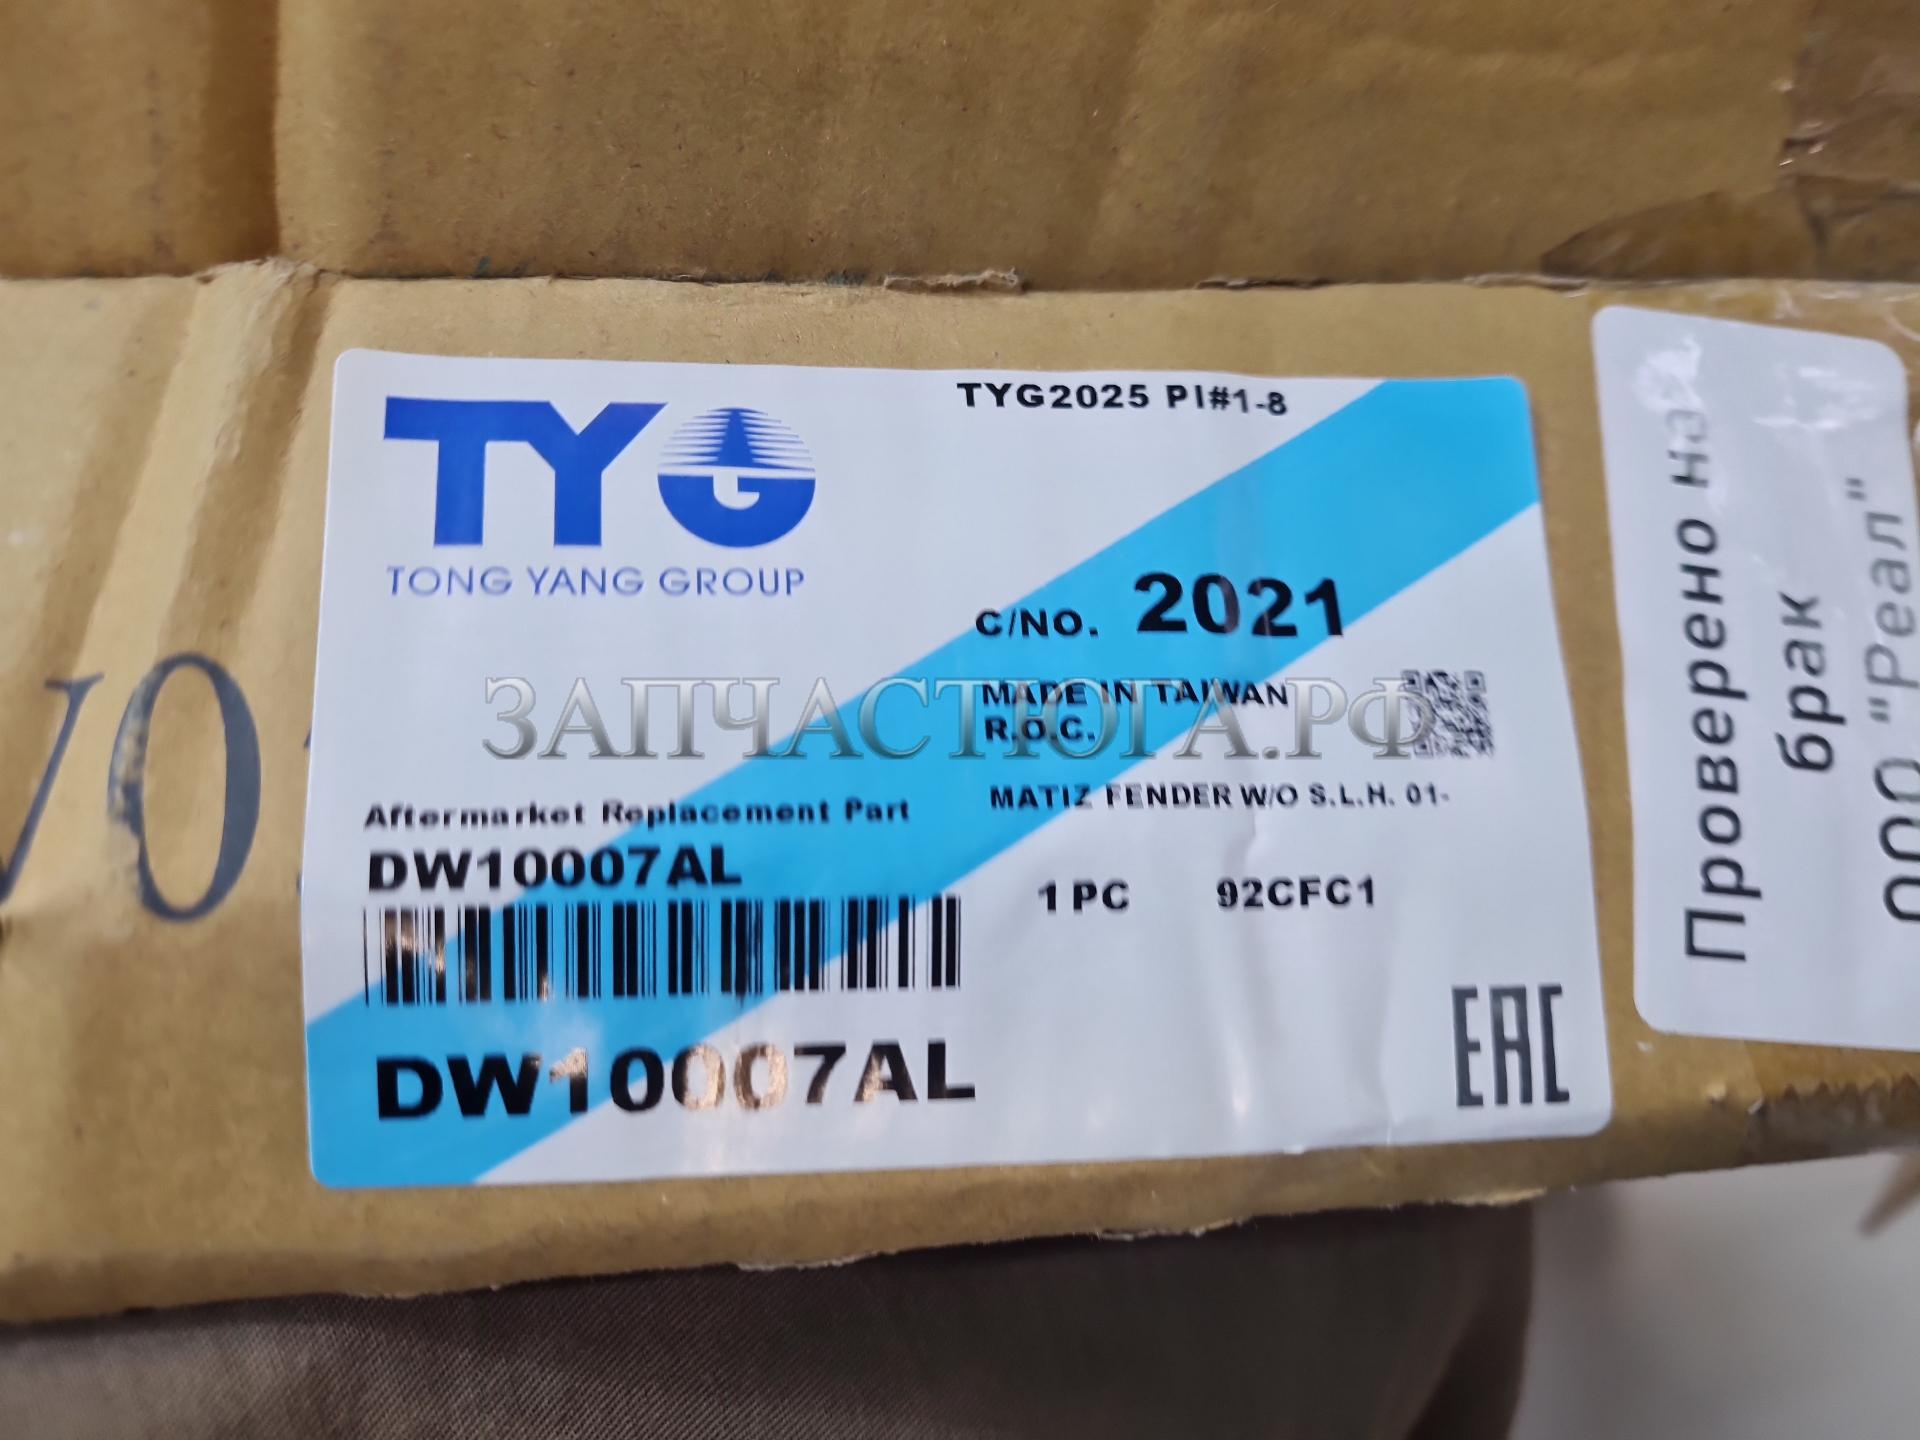 TYG2025 PI#1-8
TYG
TONG YANG GROUP
C/NO. 2021
MADE IN TAIWAN
R.O.C.
ЗАПЧАСТЮГА.РФ
MATIZ FENDER W/O S.L.H. 01-
Aftermarket Replacement Part
DW10007AL
1 PC 92CFC1
DW10007AL
EAC
Проверено на
брак
ООО "Реал"